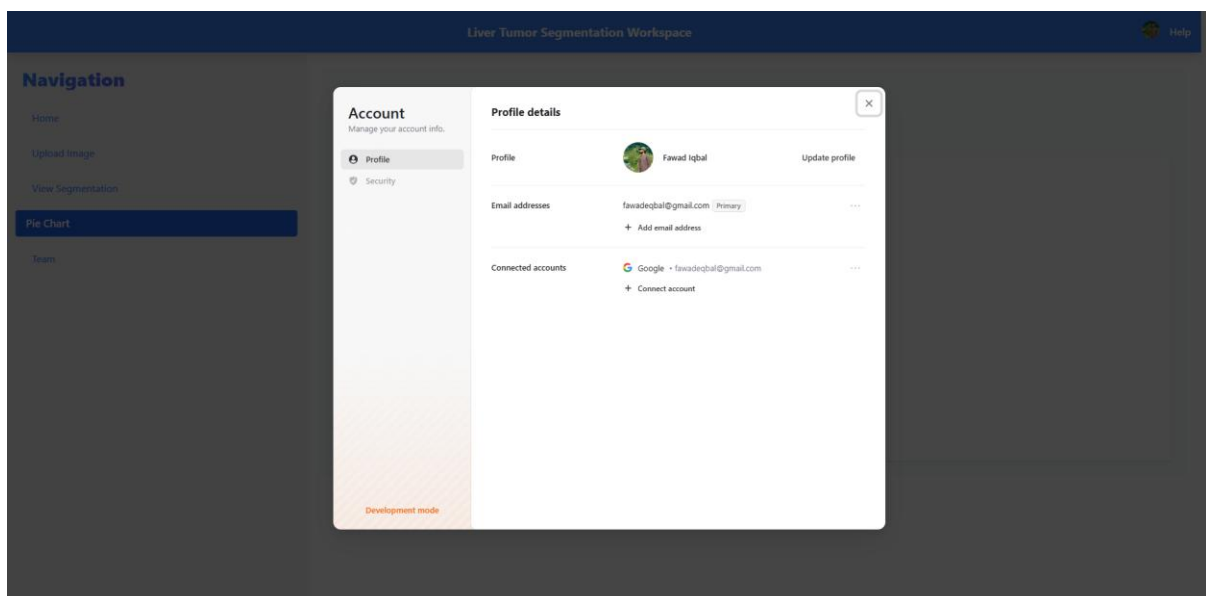 Liver Tumor Segmentation Workspace
Help
Navigation
Home
Upload Image
View Segmentation
Pie Chart
Team
Account
Manage your account info.
Profile
Security
Development mode
Profile details
Profile
Fawad Iqbal
Update profile
Email addresses
fawadeqbal@gmail.com Primary
+ Add email address
Connected accounts
Google • fawadeqbal@gmail.com
+ Connect account